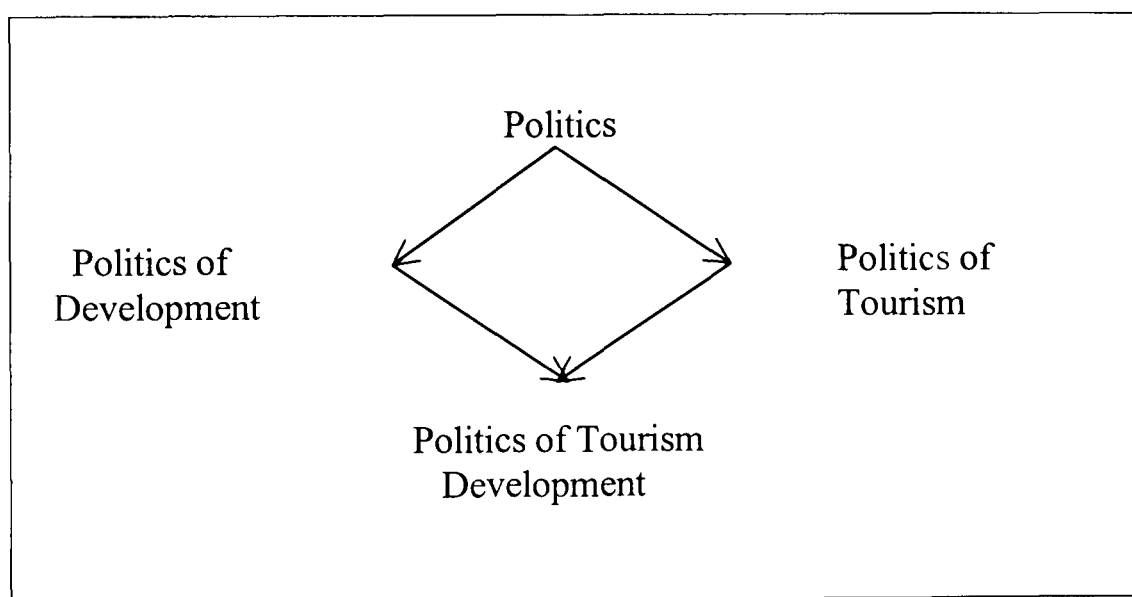 Politics
Politics of
Development
Politics of
Tourism
Politics of Tourism
Development